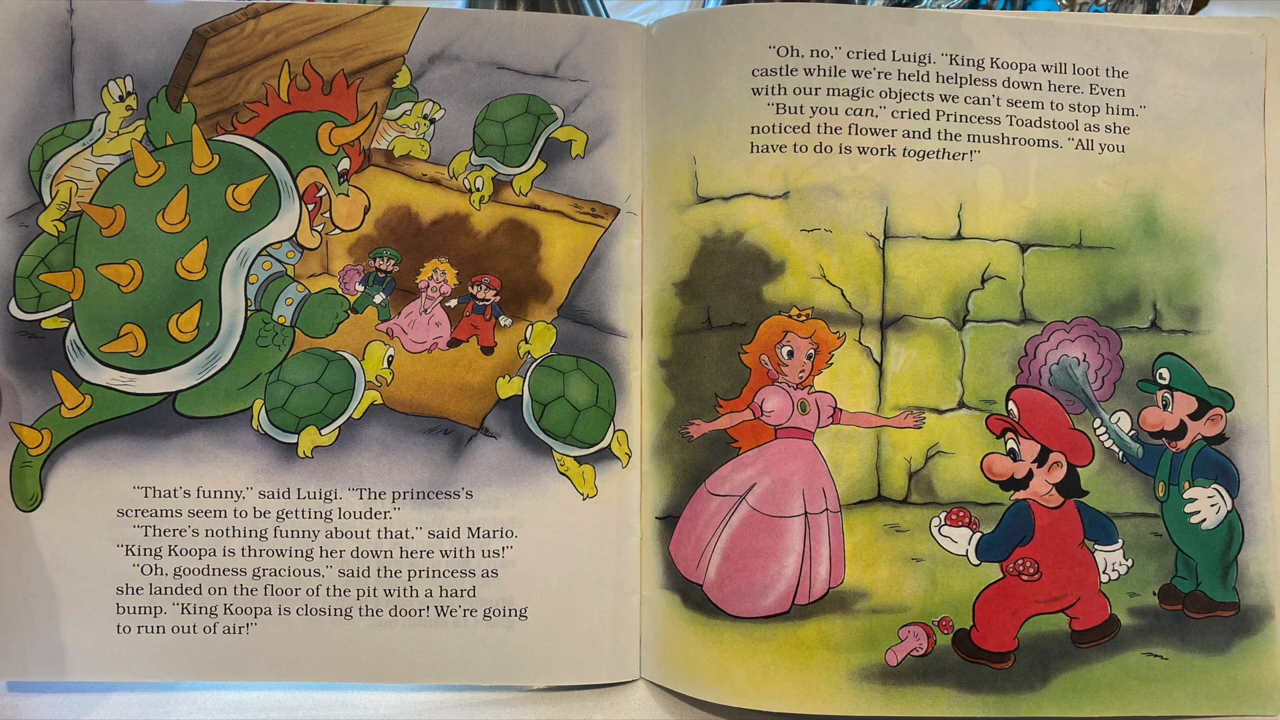 “That’s funny,” said Luigi. “The princess’s
screams seem to be getting louder.”
“There’s nothing funny about that,” said Mario.
“King Koopa is throwing her down here with us!”
“Oh, goodness gracious,” said the princess as
she landed on the floor of the pit with a hard
bump. “King Koopa is closing the door! We’re going
to run out of air!”
“Oh, no,” cried Luigi. “King Koopa will loot the
castle while we’re held helpless down here. Even
with our magic objects we can’t seem to stop him.”
“But you can,” cried Princess Toadstool as she
noticed the flower and the mushrooms. “All you
have to do is work together!”
M
L